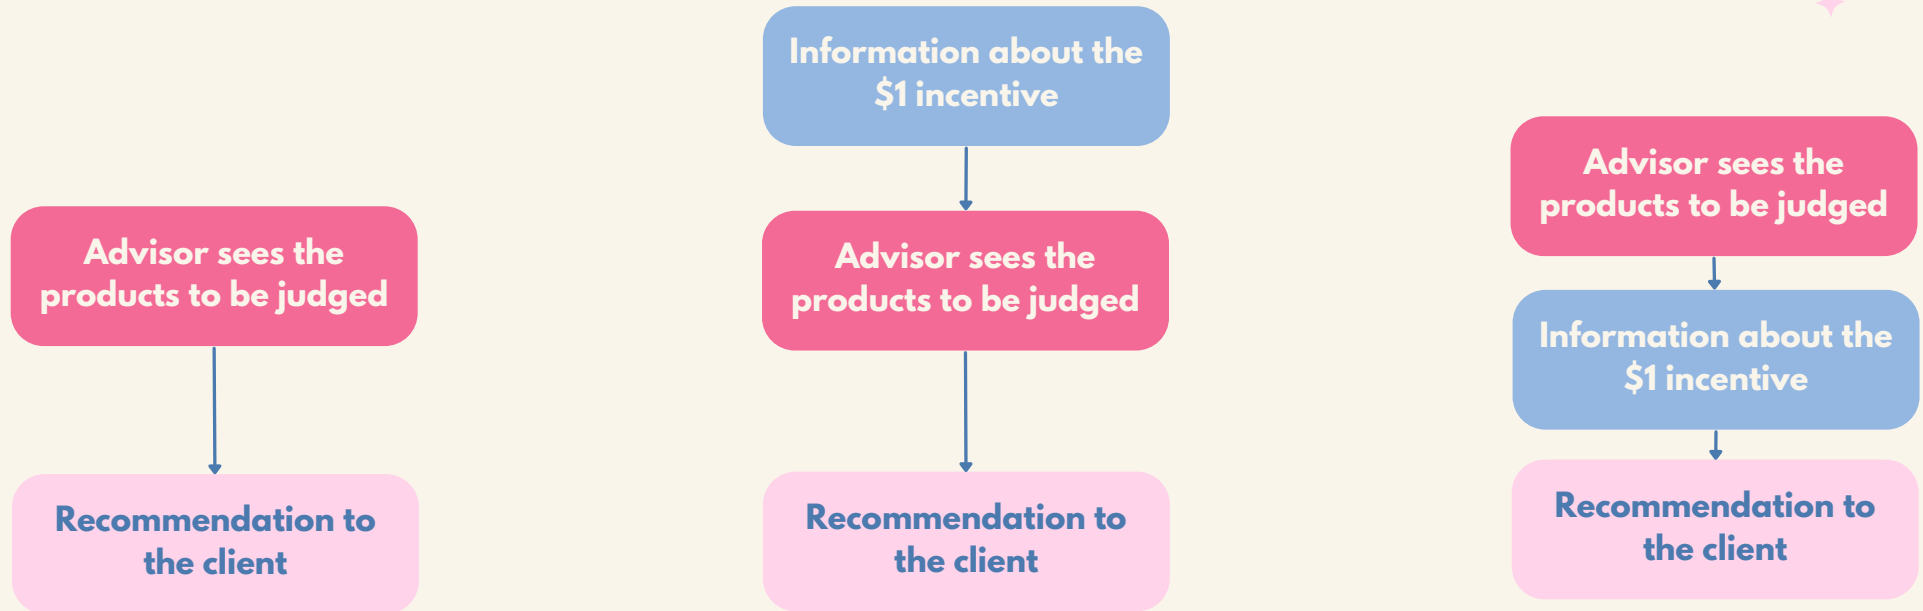 Advisor sees the
products to be judged
Recommendation to
the client
Information about the
$1 incentive
Advisor sees the
products to be judged
Recommendation to
the client
Advisor sees the
products to be judged
Information about the
$1 incentive
Recommendation to
the client